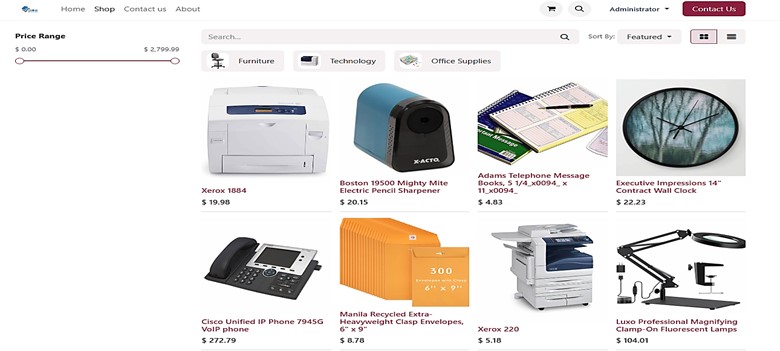 Home Shop Contact us About
Administrator
Contact Us
Price Range
$ 0.00 $ 2,799.99
Search...
Sort By: Featured
Furniture
Technology
Office Supplies
X-ACTO
Xerox 1884
$ 19.98
Boston 19500 Mighty Mite
Electric Pencil Sharpener
$ 20.15
Adams Telephone Message
Books, 5 1/4_x0094_ x
11_x0094_
$ 4.83
Executive Impressions 14"
Contract Wall Clock
$ 22.23
300
6" x 9"
Cisco Unified IP Phone 7945G
VoIP phone
$ 272.79
Manila Recycled Extra-
Heavyweight Clasp Envelopes,
6" x 9"
$ 8.78
Xerox 220
$ 5.18
Luxo Professional Magnifying
Clamp-On Fluorescent Lamps
$ 104.01